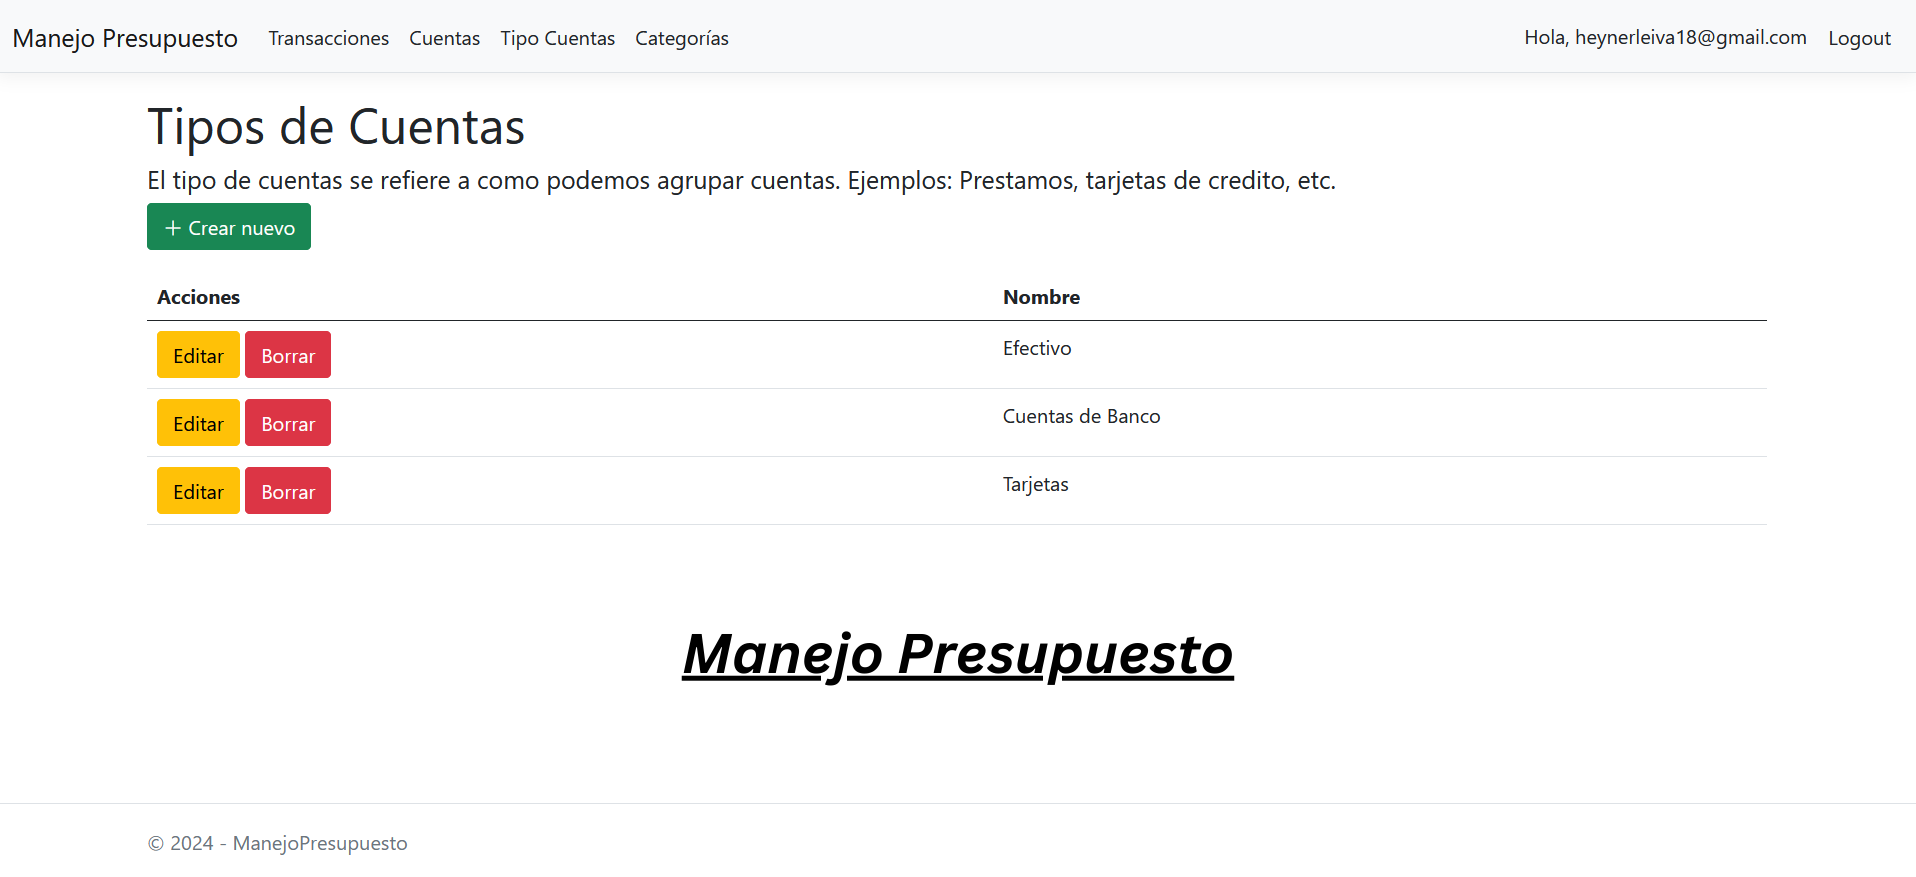 Manejo Presupuesto Transacciones Cuentas Tipo Cuentas Categorías Hola, heynerleiva18@gmail.com Logout
Tipos de Cuentas
El tipo de cuentas se refiere a como podemos agrupar cuentas. Ejemplos: Prestamos, tarjetas de credito, etc.
+ Crear nuevo
Acciones Nombre
Editar Borrar Efectivo
Editar Borrar Cuentas de Banco
Editar Borrar Tarjetas
Manejo Presupuesto
© 2024 - ManejoPresupuesto